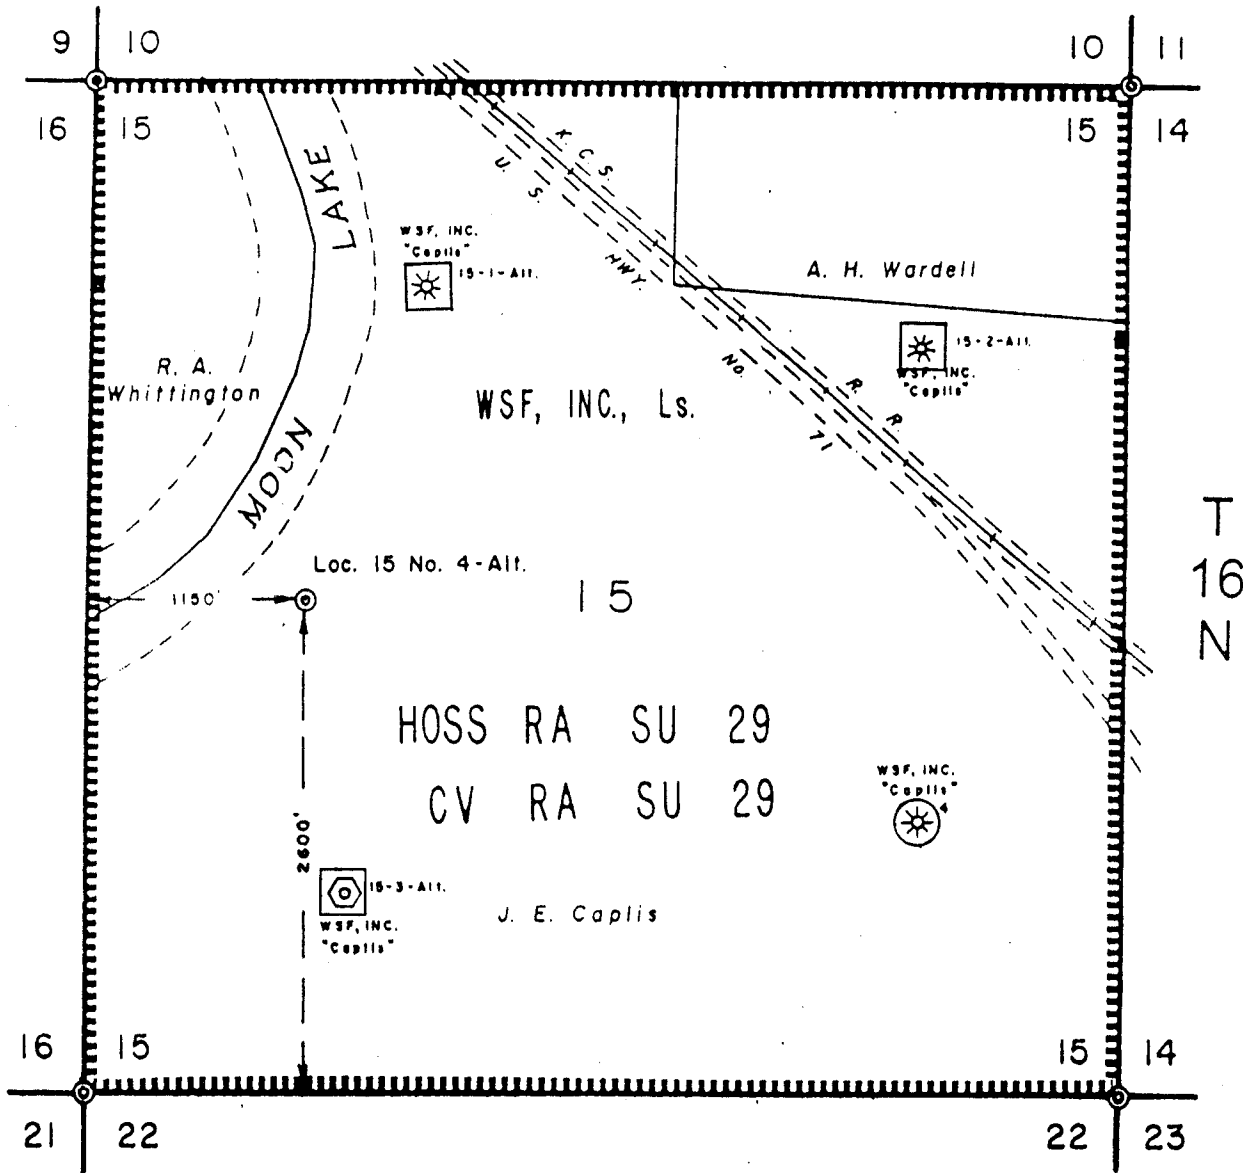 9 10
10 11
16 15
15 14
LAKE
K. C. S.
U. S.
WSF, INC.
"Caplis"
15-1-Alt.
HWY.
A. H. Wardell
15-2-Alt.
WSF, INC.
"Caplis"
No.
R. R.
R. A.
Whittington
WSF, INC., Ls.
71
MOON
T
16
N
Loc. 15 No. 4-Alt.
1150'
15
HOSS RA SU 29
CV RA SU 29
WSF, INC.
"Caplis"
4
2600'
15-3-Alt.
WSF, INC.
"Caplis"
J. E. Caplis
16 15
15 14
21 22
22 23